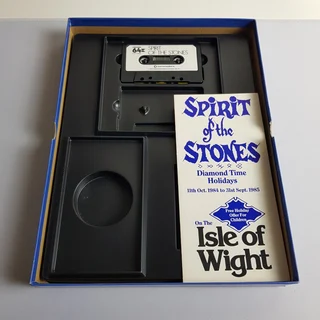 64
SPIRIT
OF THE STONES
SPIRIT
of the
STONES
Diamond Time
Holidays
11th Oct. 1984 to 31st Sept. 1985
Free Holiday
Offer For
Children
On The
Isle of
Wight